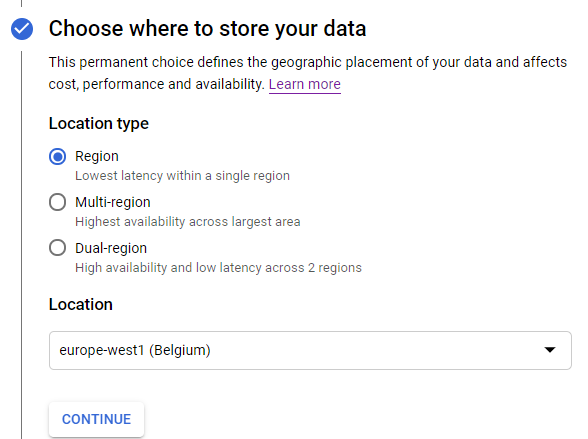 Choose where to store your data
This permanent choice defines the geographic placement of your data and affects
cost, performance and availability. Learn more
Location type
Region
Lowest latency within a single region
Multi-region
Highest availability across largest area
Dual-region
High availability and low latency across 2 regions
Location
europe-west1 (Belgium)
CONTINUE